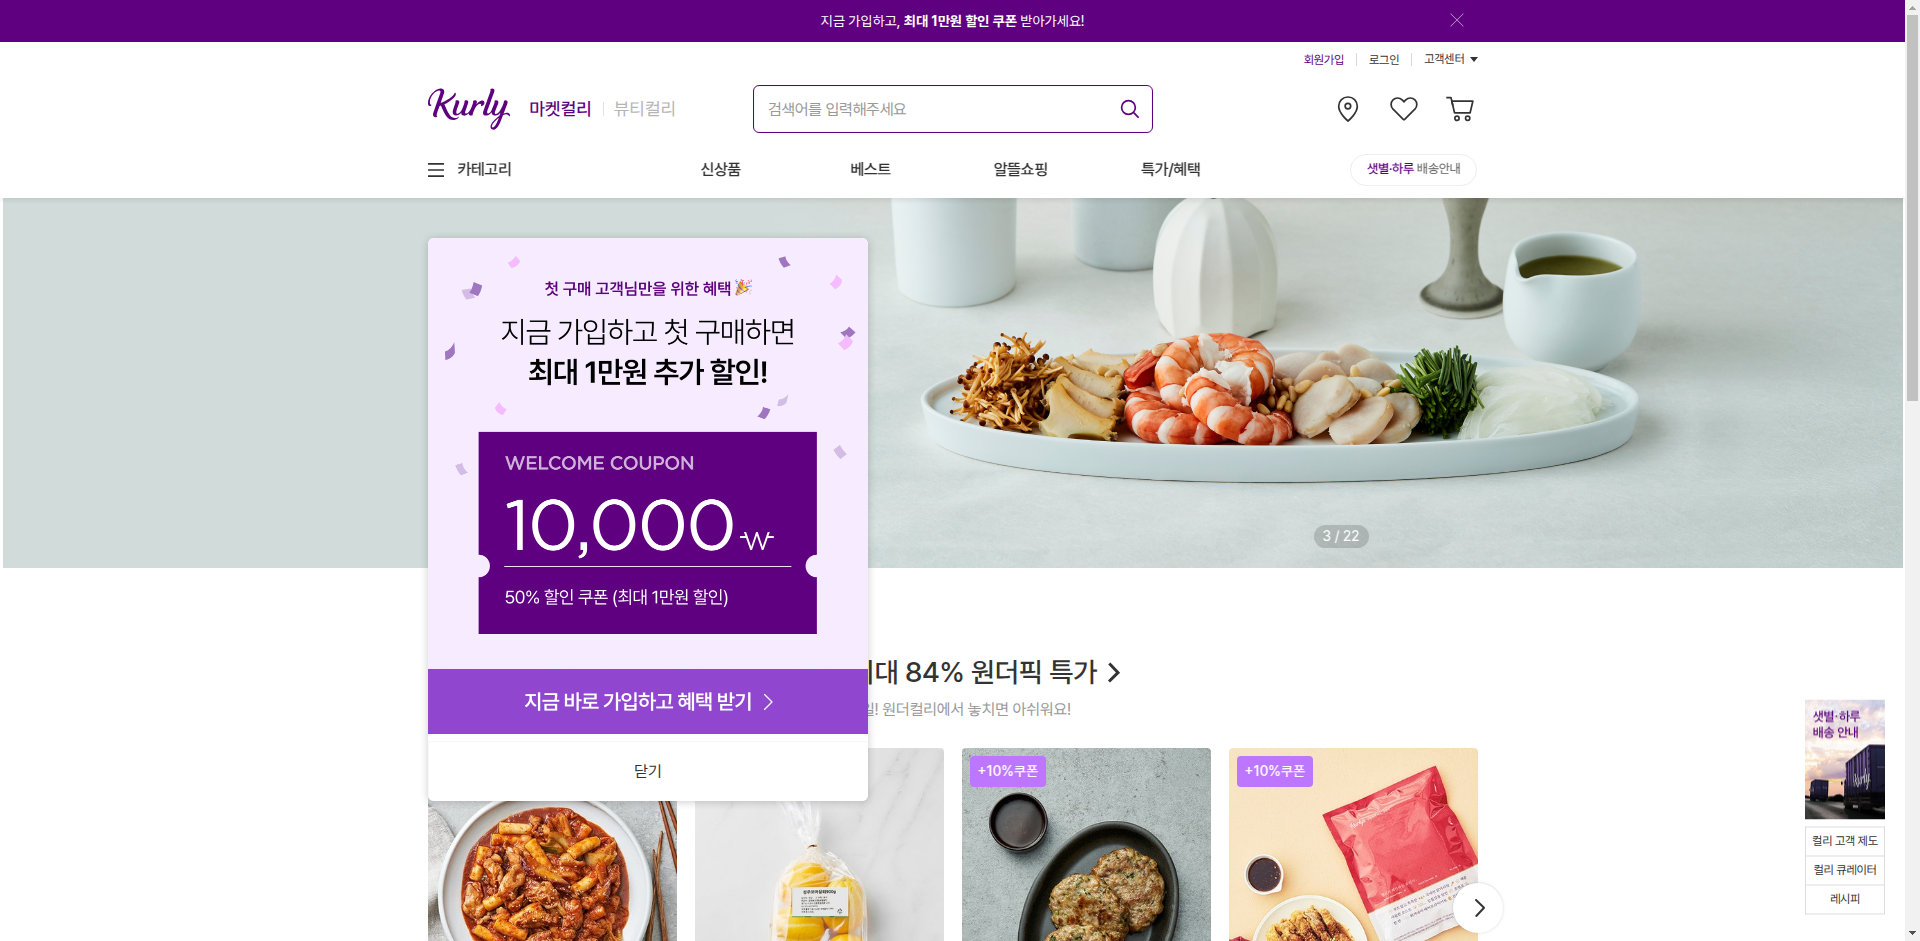 지금 가입하고, 최대 1만원 할인 쿠폰 받아가세요!
회원가입
로그인
고객센터
Kurly
마켓컬리
뷰티컬리
검색어를 입력해주세요
카테고리
신상품
베스트
알뜰쇼핑
특가/혜택
샛별·하루 배송안내
첫 구매 고객님만을 위한 혜택
지금 가입하고 첫 구매하면
최대 1만원 추가 할인!
WELCOME COUPON
10,000₩
50% 할인 쿠폰 (최대 1만원 할인)
지금 바로 가입하고 혜택 받기
닫기
3 / 22
대 84% 원더픽 특가
일! 원더컬리에서 놓치면 아쉬워요!
+10%쿠폰
+10%쿠폰
샛별·하루
배송 안내
Kurly
컬리 고객 제도
컬리 큐레이터
레시피